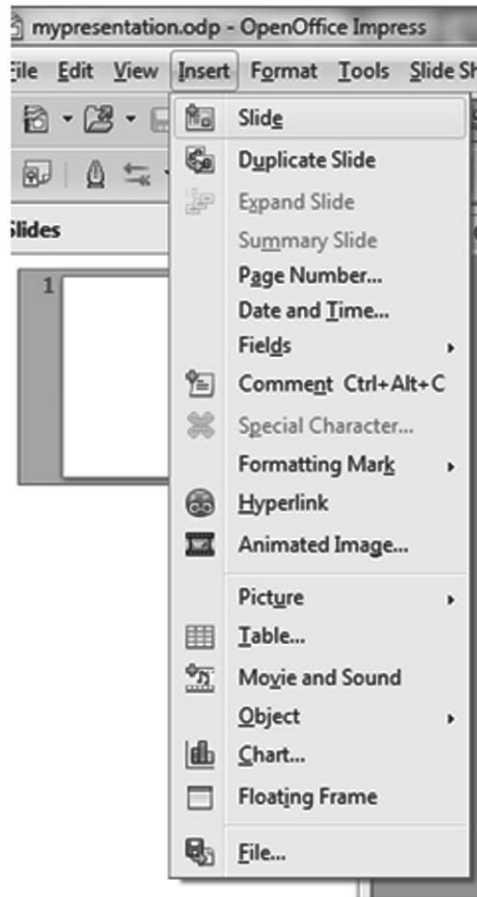 mypresentation.odp - OpenOffice Impress
File Edit View Insert Format Tools Slide Sh
Slide
Duplicate Slide
Expand Slide
Slides
Summary Slide
1
Page Number...
Date and Time...
Fields
Comment Ctrl+Alt+C
Special Character...
Formatting Mark
Hyperlink
Animated Image...
Picture
Table...
Movie and Sound
Object
Chart...
Floating Frame
File...